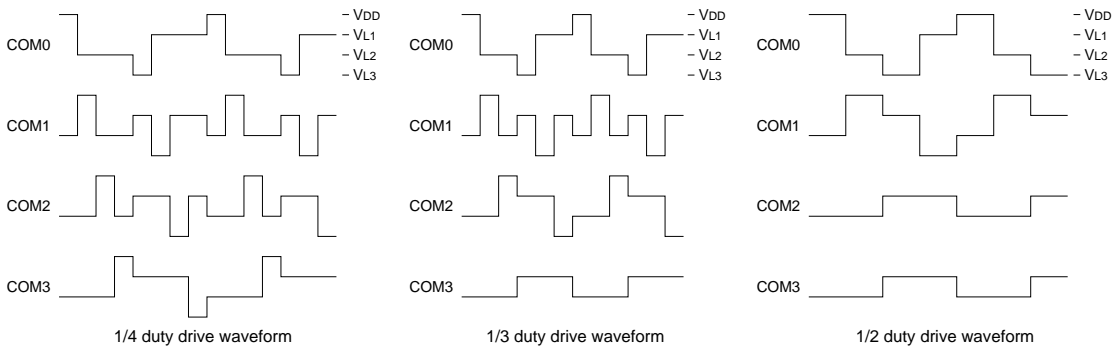 COM0
COM1
COM2
COM3
– VDD
– VL1
– VL2
– VL3
1/4 duty drive waveform
COM0
COM1
COM2
COM3
– VDD
– VL1
– VL2
– VL3
1/3 duty drive waveform
COM0
COM1
COM2
COM3
– VDD
– VL1
– VL2
– VL3
1/2 duty drive waveform